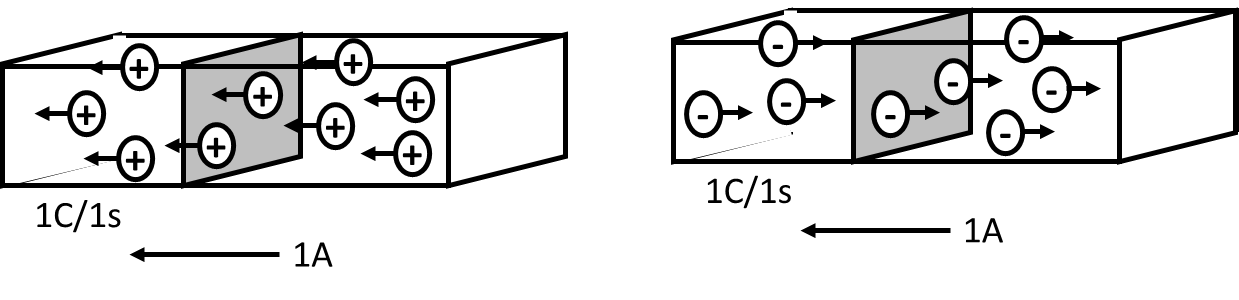 + + + + + + + + +
1C/1s
1A
- - - - - - - - -
1C/1s
1A